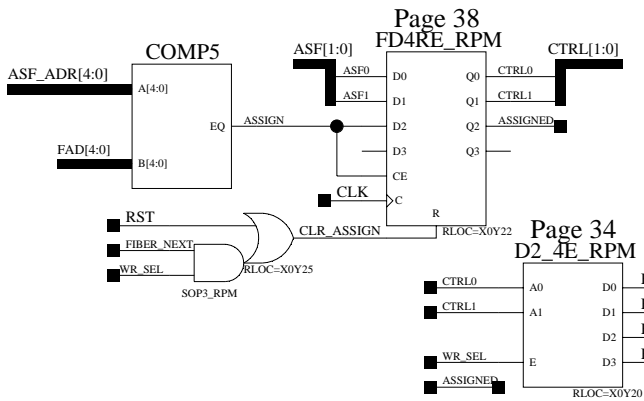 Page 38
FD4RE_RPM
COMP5
ASF[1:0]
CTRL[1:0]
ASF_ADR[4:0]
A[4:0]
ASF0
D0
Q0
CTRL0
ASF1
D1
Q1
CTRL1
EQ
ASSIGN
D2
Q2
ASSIGNED
FAD[4:0]
B[4:0]
D3
Q3
CE
CLK
C
R
RST
CLR_ASSIGN
RLOC=X0Y22
FIBER_NEXT
WR_SEL
RLOC=X0Y25
SOP3_RPM
Page 34
D2_4E_RPM
CTRL0
A0
D0
CTRL1
A1
D1
D2
WR_SEL
E
D3
ASSIGNED
RLOC=X0Y20